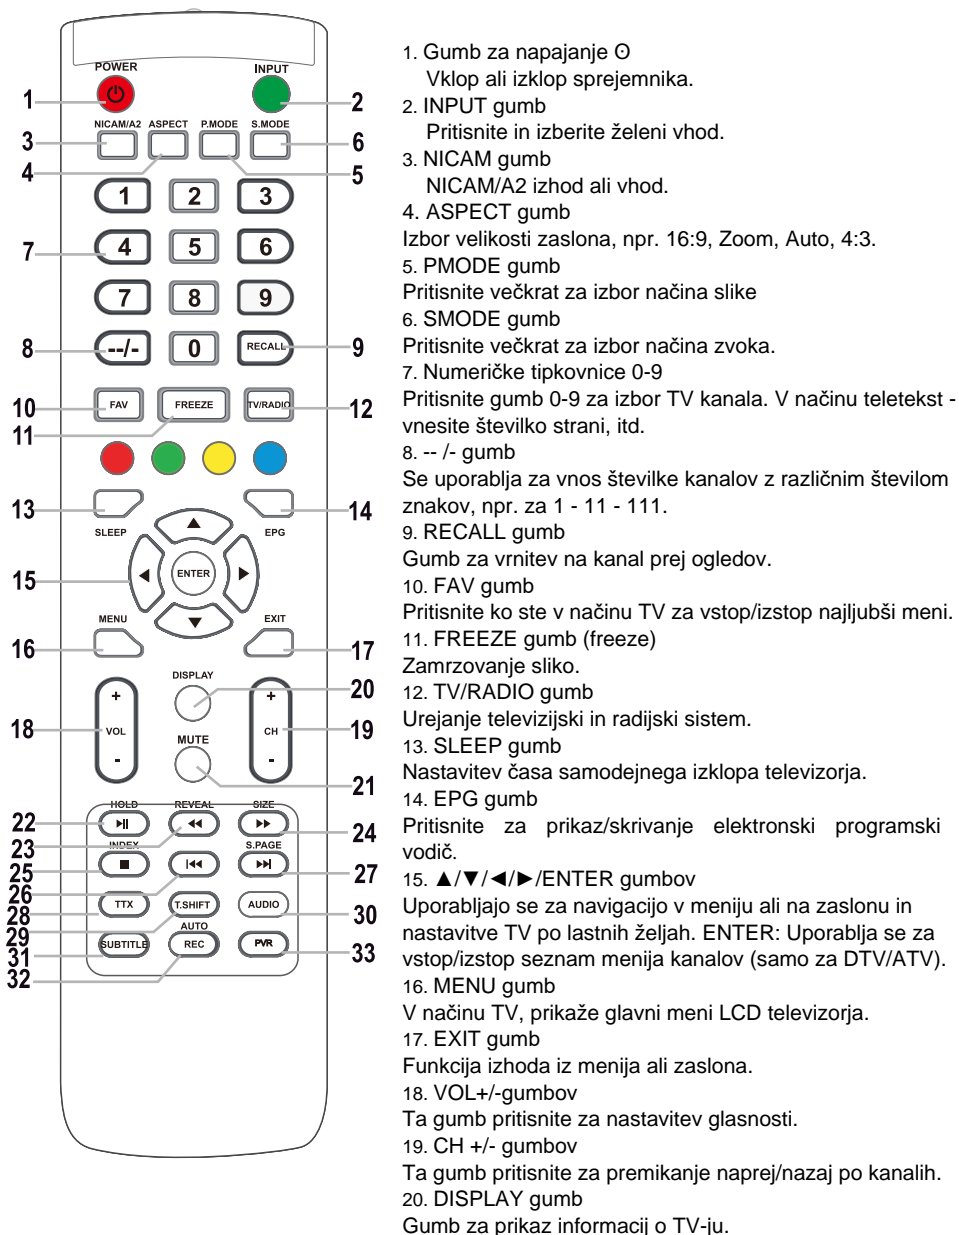 POWER INPUT
1 2
NICAM/A2 ASPECT P.MODE S.MODE
3 6
4 5
1 2 3
7 4 5 6
7 8 9
8 --/- 0 RECALL 9
10 FAV FREEZE TV/RADIO 12
11
13 14
SLEEP EPG
15 ENTER
MENU EXIT
16 17
DISPLAY
20
+ +
18 VOL CH 19
MUTE
- -
21
HOLD REVEAL SIZE
22
23 24
INDEX S.PAGE
25 27
26
TTX T.SHIFT AUDIO
28 30
29 AUTO
SUBTITLE REC PVR
31 33
32
1. Gumb za napajanje ʘ
Vklop ali izklop sprejemnika.
2. INPUT gumb
Pritisnite in izberite želeni vhod.
3. NICAM gumb
NICAM/A2 izhod ali vhod.
4. ASPECT gumb
Izbor velikosti zaslona, npr. 16:9, Zoom, Auto, 4:3.
5. PMODE gumb
Pritisnite večkrat za izbor načina slike
6. SMODE gumb
Pritisnite večkrat za izbor načina zvoka.
7. Numeričke tipkovnice 0-9
Pritisnite gumb 0-9 za izbor TV kanala. V načinu teletekst -
vnesite številko strani, itd.
8. -- /- gumb
Se uporablja za vnos številke kanalov z različnim številom
znakov, npr. za 1 - 11 - 111.
9. RECALL gumb
Gumb za vrnitev na kanal prej ogledov.
10. FAV gumb
Pritisnite ko ste v načinu TV za vstop/izstop najljubši meni.
11. FREEZE gumb (freeze)
Zamrzovanje sliko.
12. TV/RADIO gumb
Urejanje televizijski in radijski sistem.
13. SLEEP gumb
Nastavitev časa samodejnega izklopa televizorja.
14. EPG gumb
Pritisnite za prikaz/skrivanje elektronski programski
vodič.
15. ▲/▼/◄/►/ENTER gumbov
Uporabljajo se za navigacijo v meniju ali na zaslonu in
nastavitve TV po lastnih željah. ENTER: Uporablja se za
vstop/izstop seznam menija kanalov (samo za DTV/ATV).
16. MENU gumb
V načinu TV, prikaže glavni meni LCD televizorja.
17. EXIT gumb
Funkcija izhoda iz menija ali zaslona.
18. VOL+/-gumbov
Ta gumb pritisnite za nastavitev glasnosti.
19. CH +/- gumbov
Ta gumb pritisnite za premikanje naprej/nazaj po kanalih.
20. DISPLAY gumb
Gumb za prikaz informacij o TV-ju.